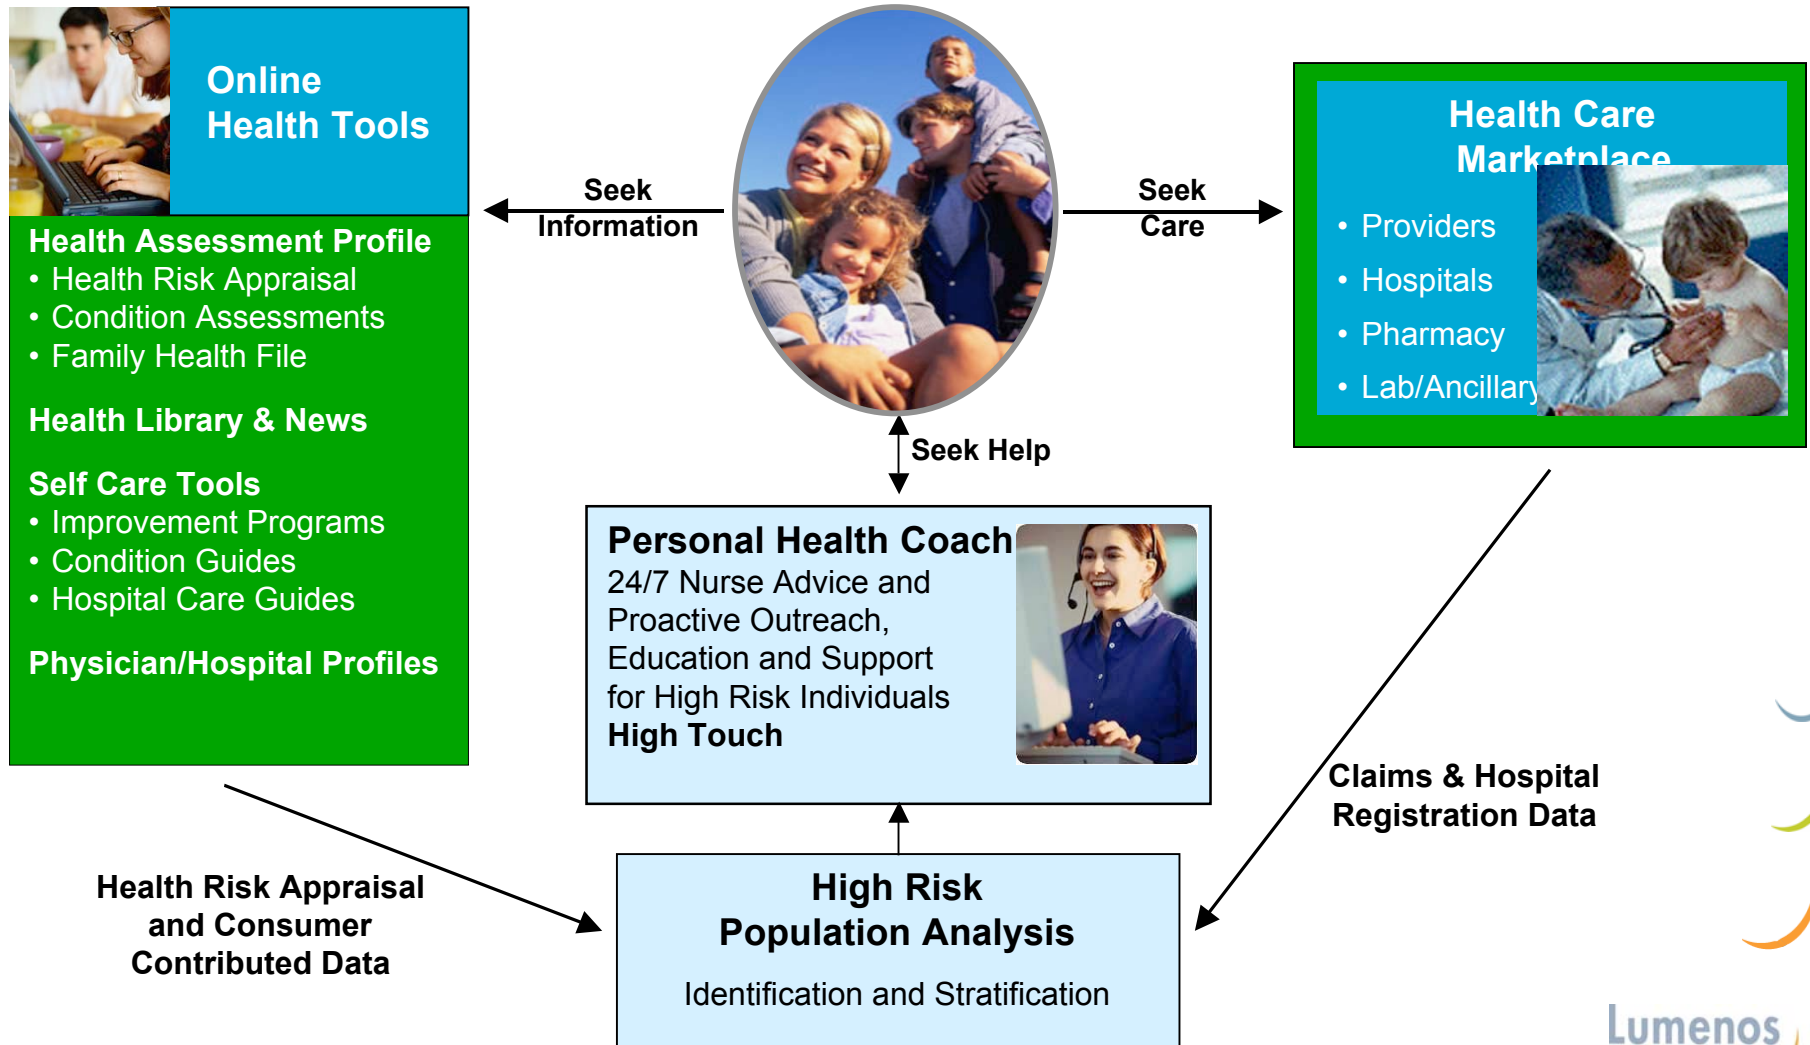 Online
Health Tools
Health Assessment Profile
• Health Risk Appraisal
• Condition Assessments
• Family Health File
Health Library & News
Self Care Tools
• Improvement Programs
• Condition Guides
• Hospital Care Guides
Physician/Hospital Profiles
Seek
Information
Seek
Care
Health Care
Marketplace
• Providers
• Hospitals
• Pharmacy
• Lab/Ancillary
Seek Help
Personal Health Coach
24/7 Nurse Advice and
Proactive Outreach,
Education and Support
for High Risk Individuals
High Touch
Claims & Hospital
Registration Data
Health Risk Appraisal
and Consumer
Contributed Data
High Risk
Population Analysis
Identification and Stratification
Lumenos